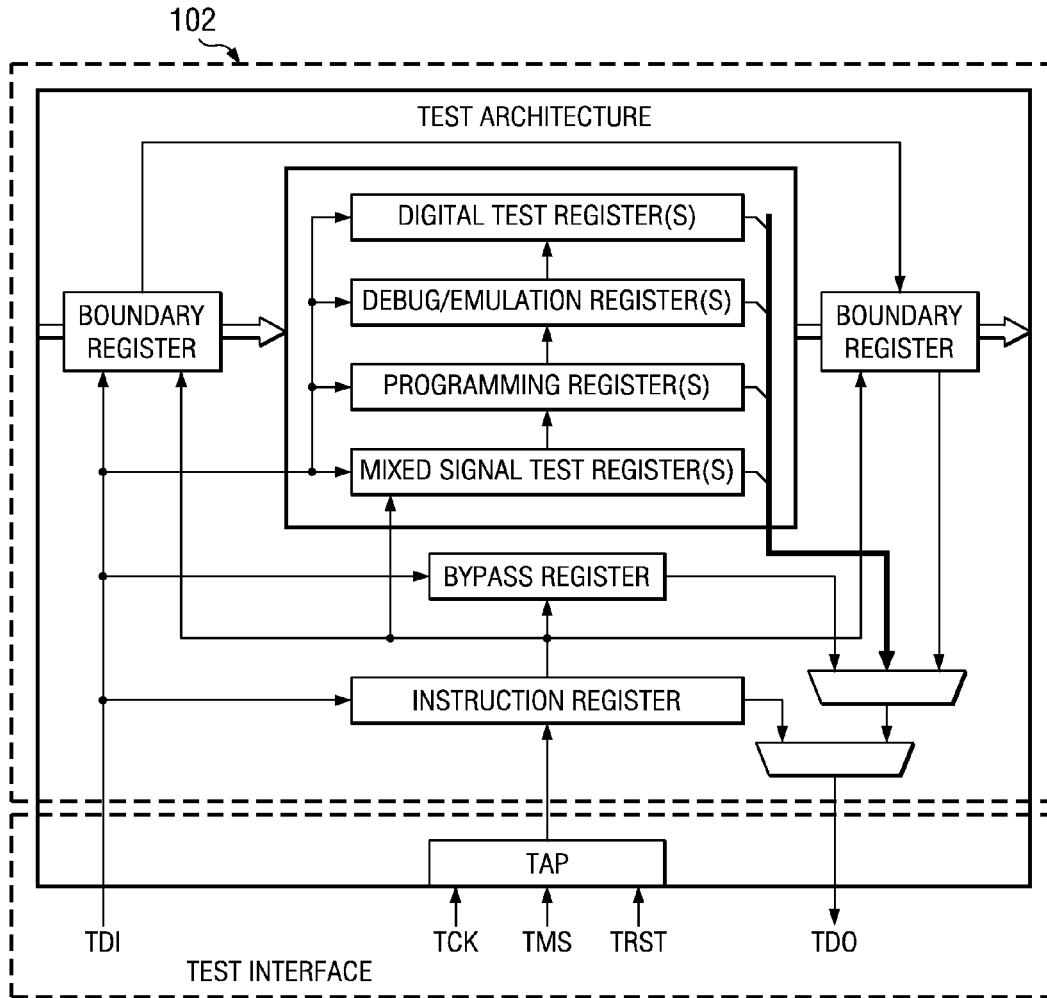 102
TEST ARCHITECTURE
DIGITAL TEST REGISTER(S)
BOUNDARY
REGISTER
DEBUG/EMULATION REGISTER(S)
BOUNDARY
REGISTER
PROGRAMMING REGISTER(S)
MIXED SIGNAL TEST REGISTER(S)
BYPASS REGISTER
INSTRUCTION REGISTER
TAP
TDI
TCK
TMS
TRST
TDO
TEST INTERFACE